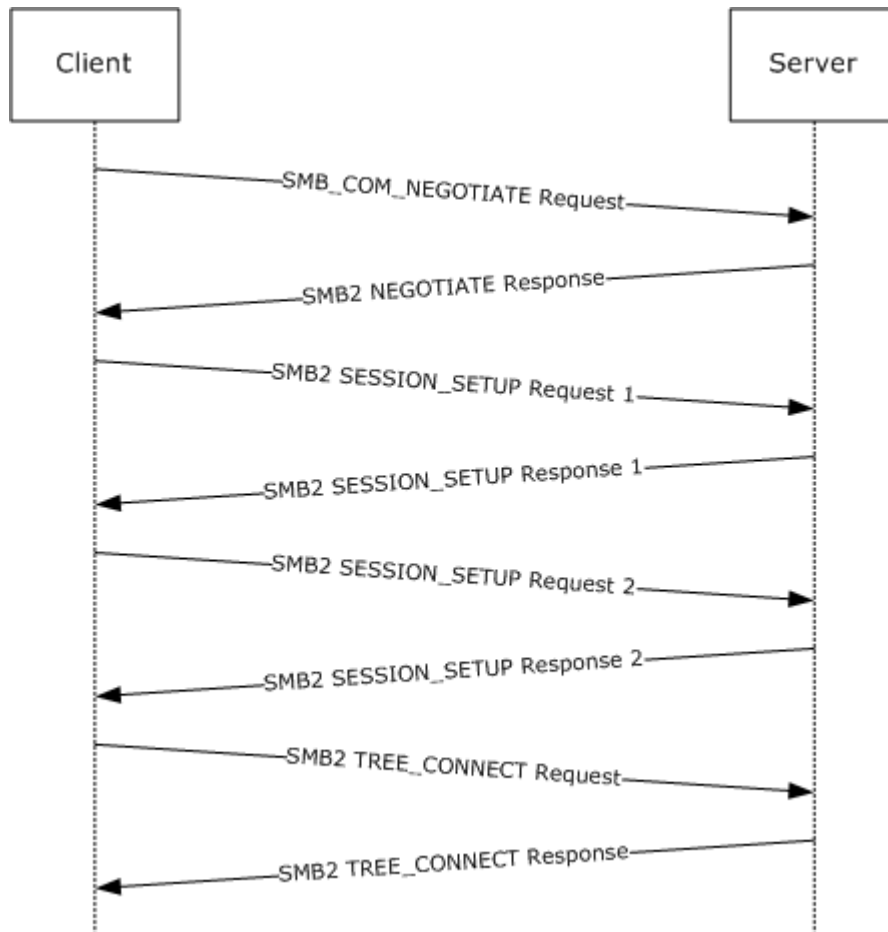 Client
Server
SMB_COM_NEGOTIATE Request
SMB2 NEGOTIATE Response
SMB2 SESSION_SETUP Request 1
SMB2 SESSION_SETUP Response 1
SMB2 SESSION_SETUP Request 2
SMB2 SESSION_SETUP Response 2
SMB2 TREE_CONNECT Request
SMB2 TREE_CONNECT Response